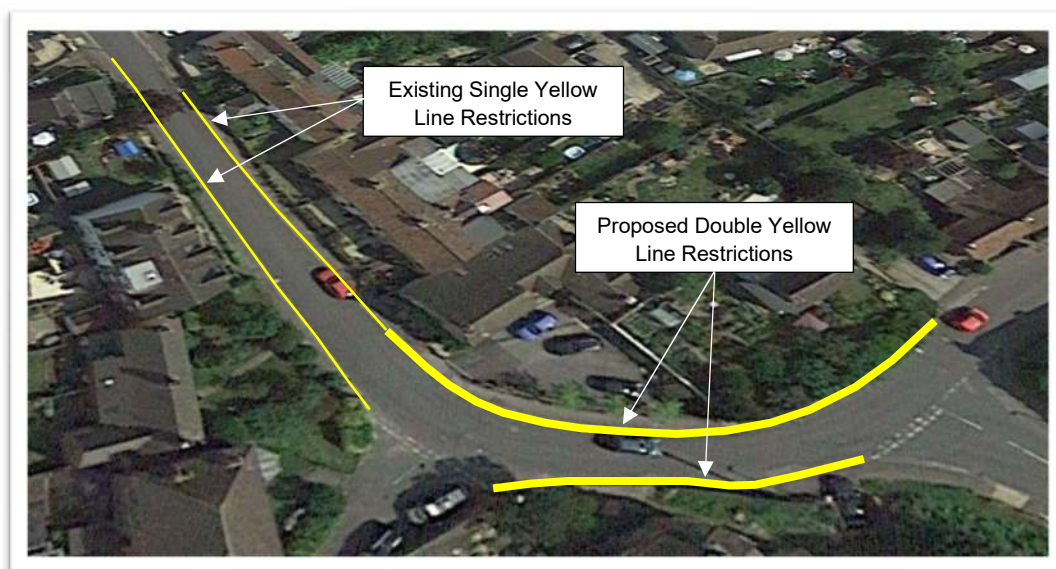 Existing Single Yellow
Line Restrictions
Proposed Double Yellow
Line Restrictions